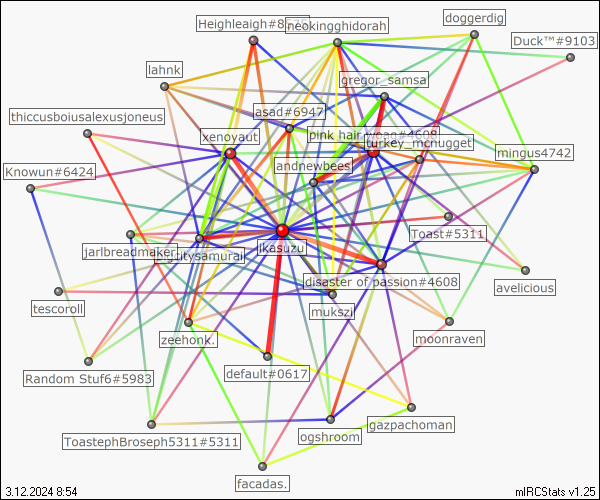 doggerdig
Heighleaigh#8
neokingghidorah
Duck™#9103
lahnk
gregor_samsa
thiccusboiusalexusjoneus
asad#6947
xenoyaut
pink hair
#4608
turkey_mcnugget
mingus4742
andnewbees
Knowun#6424
Toast#5311
jarlbreadmaker
ikasuzu
disaster of passion#4608
avelicious
tescoroll
mukszi
zeehonk.
moonraven
default#0617
Random Stuf6#5983
gazpachoman
ToastephBroseph5311#5311
ogshroom
facadas.
3.12.2024 8:54
mIRCStats v1.25